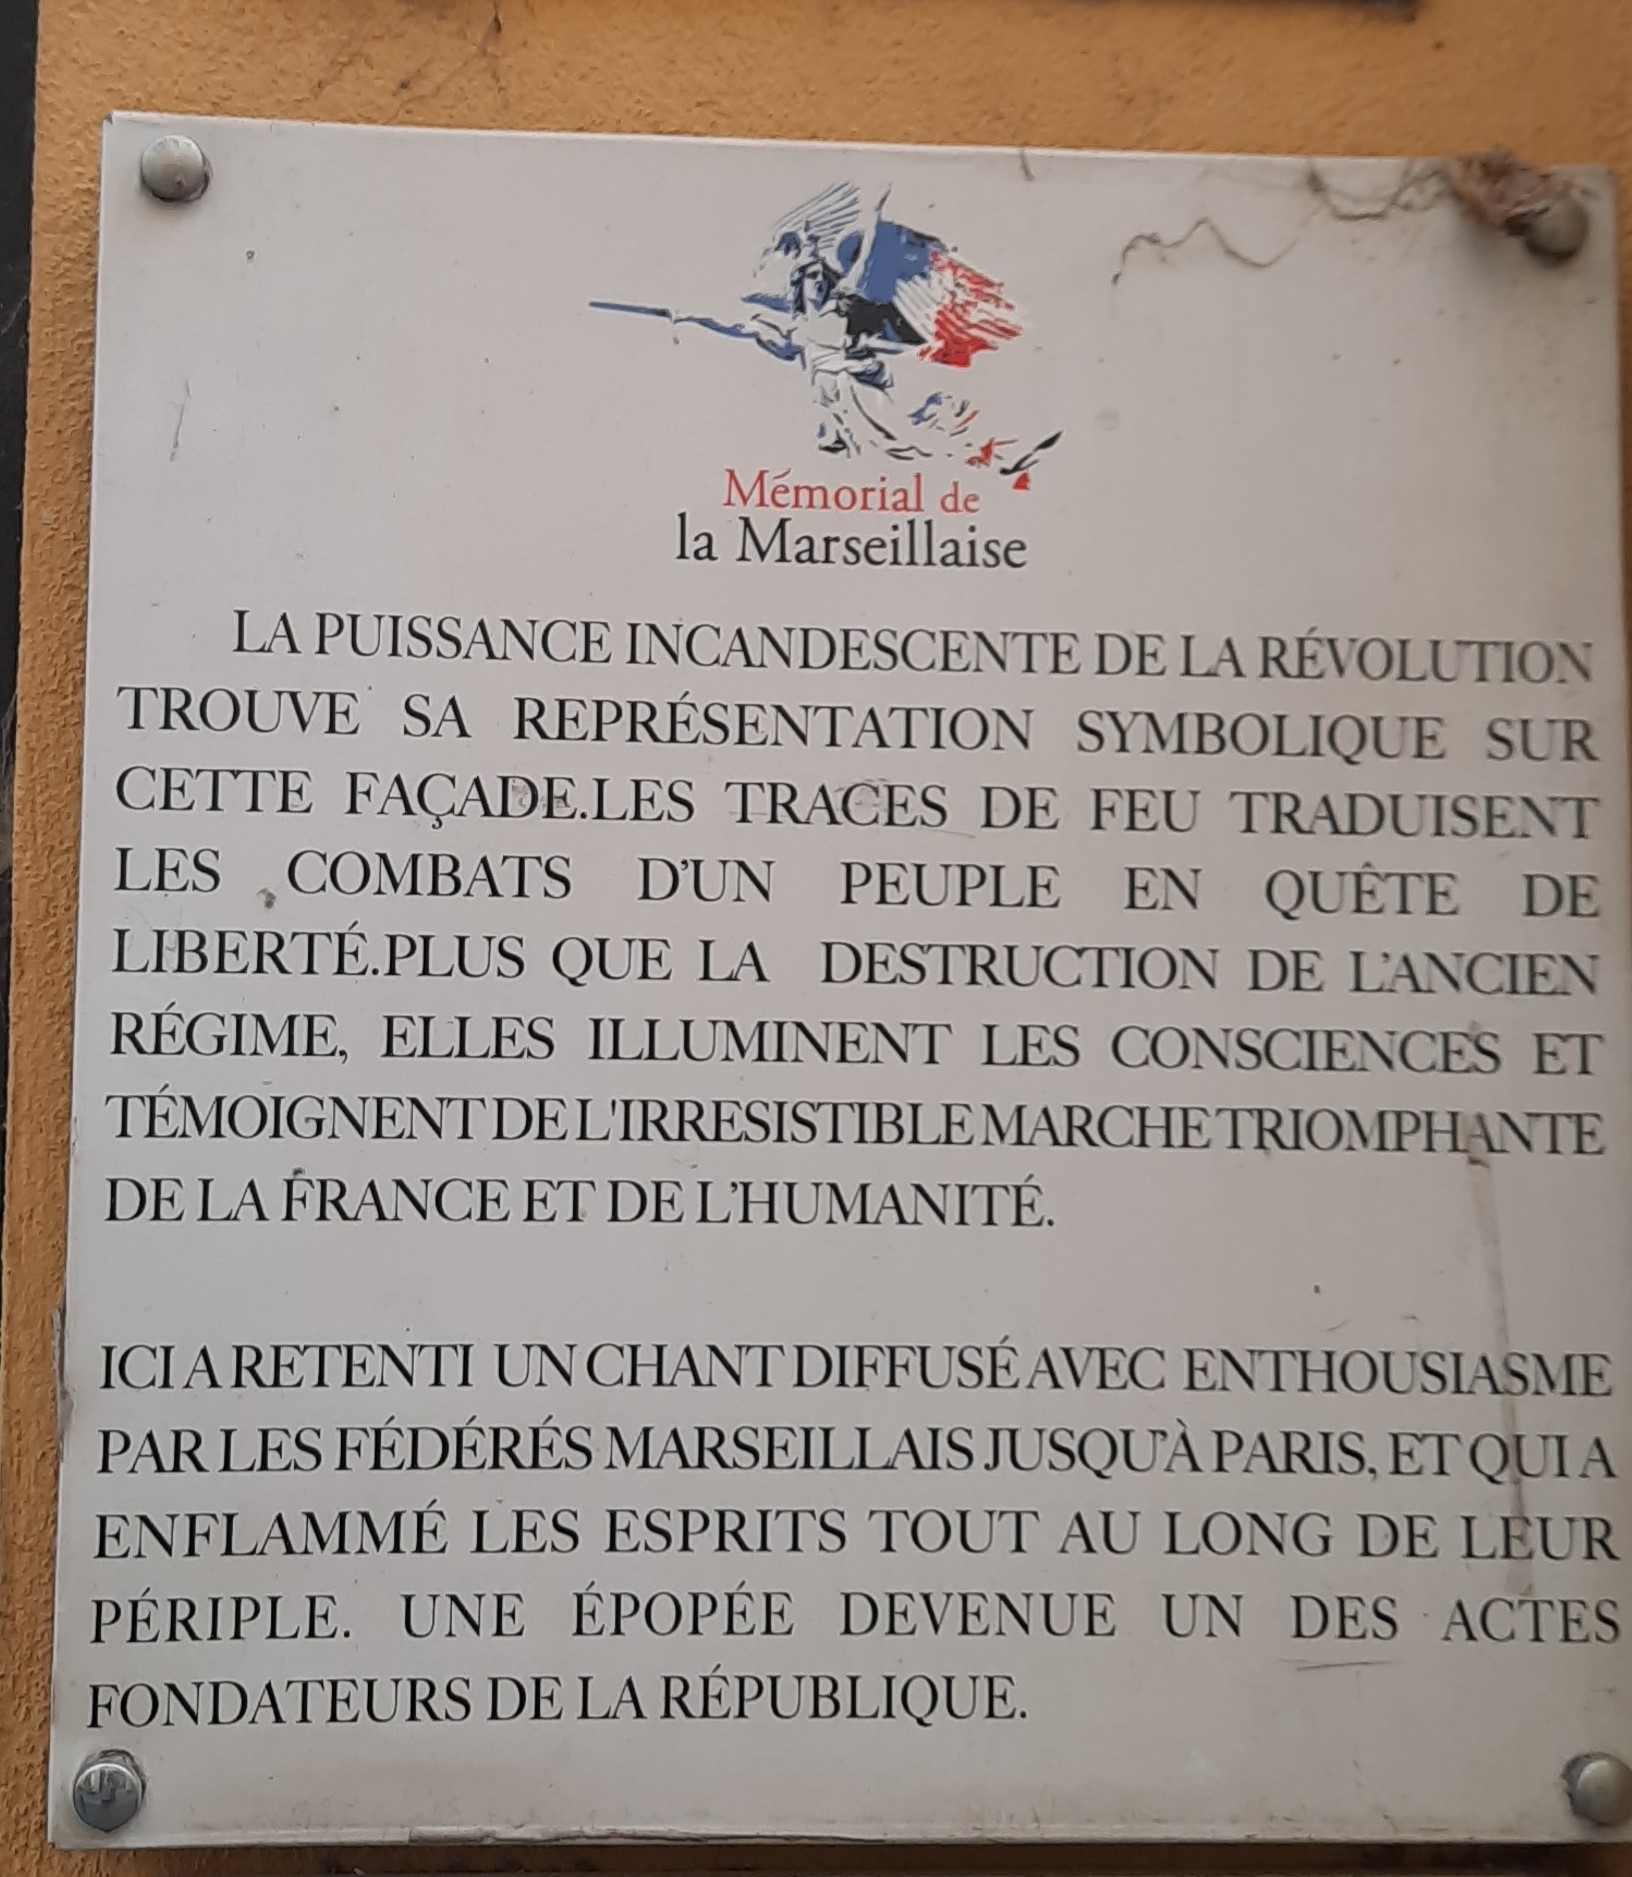 Mémorial de
la Marseillaise
LA PUISSANCE INCANDESCENTE DE LA RÉVOLUTION
TROUVE SA REPRÉSENTATION SYMBOLIQUE SUR
CETTE FAÇADE.LES TRACES DE FEU TRADUISENT
LES COMBATS D'UN PEUPLE EN QUÊTE DE
LIBERTÉ.PLUS QUE LA DESTRUCTION DE L'ANCIEN
RÉGIME, ELLES ILLUMINENT LES CONSCIENCES ET
TÉMOIGNENT DE L'IRRESISTIBLE MARCHE TRIOMPHANTE
DE LA FRANCE ET DE L'HUMANITÉ.
ICI A RETENTI UN CHANT DIFFUSÉ AVEC ENTHOUSIASME
PAR LES FÉDÉRÉS MARSEILLAIS JUSQU'À PARIS, ET QUI A
ENFLAMMÉ LES ESPRITS TOUT AU LONG DE LEUR
PÉRIPLE. UNE ÉPOPÉE DEVENUE UN DES ACTES
FONDATEURS DE LA RÉPUBLIQUE.